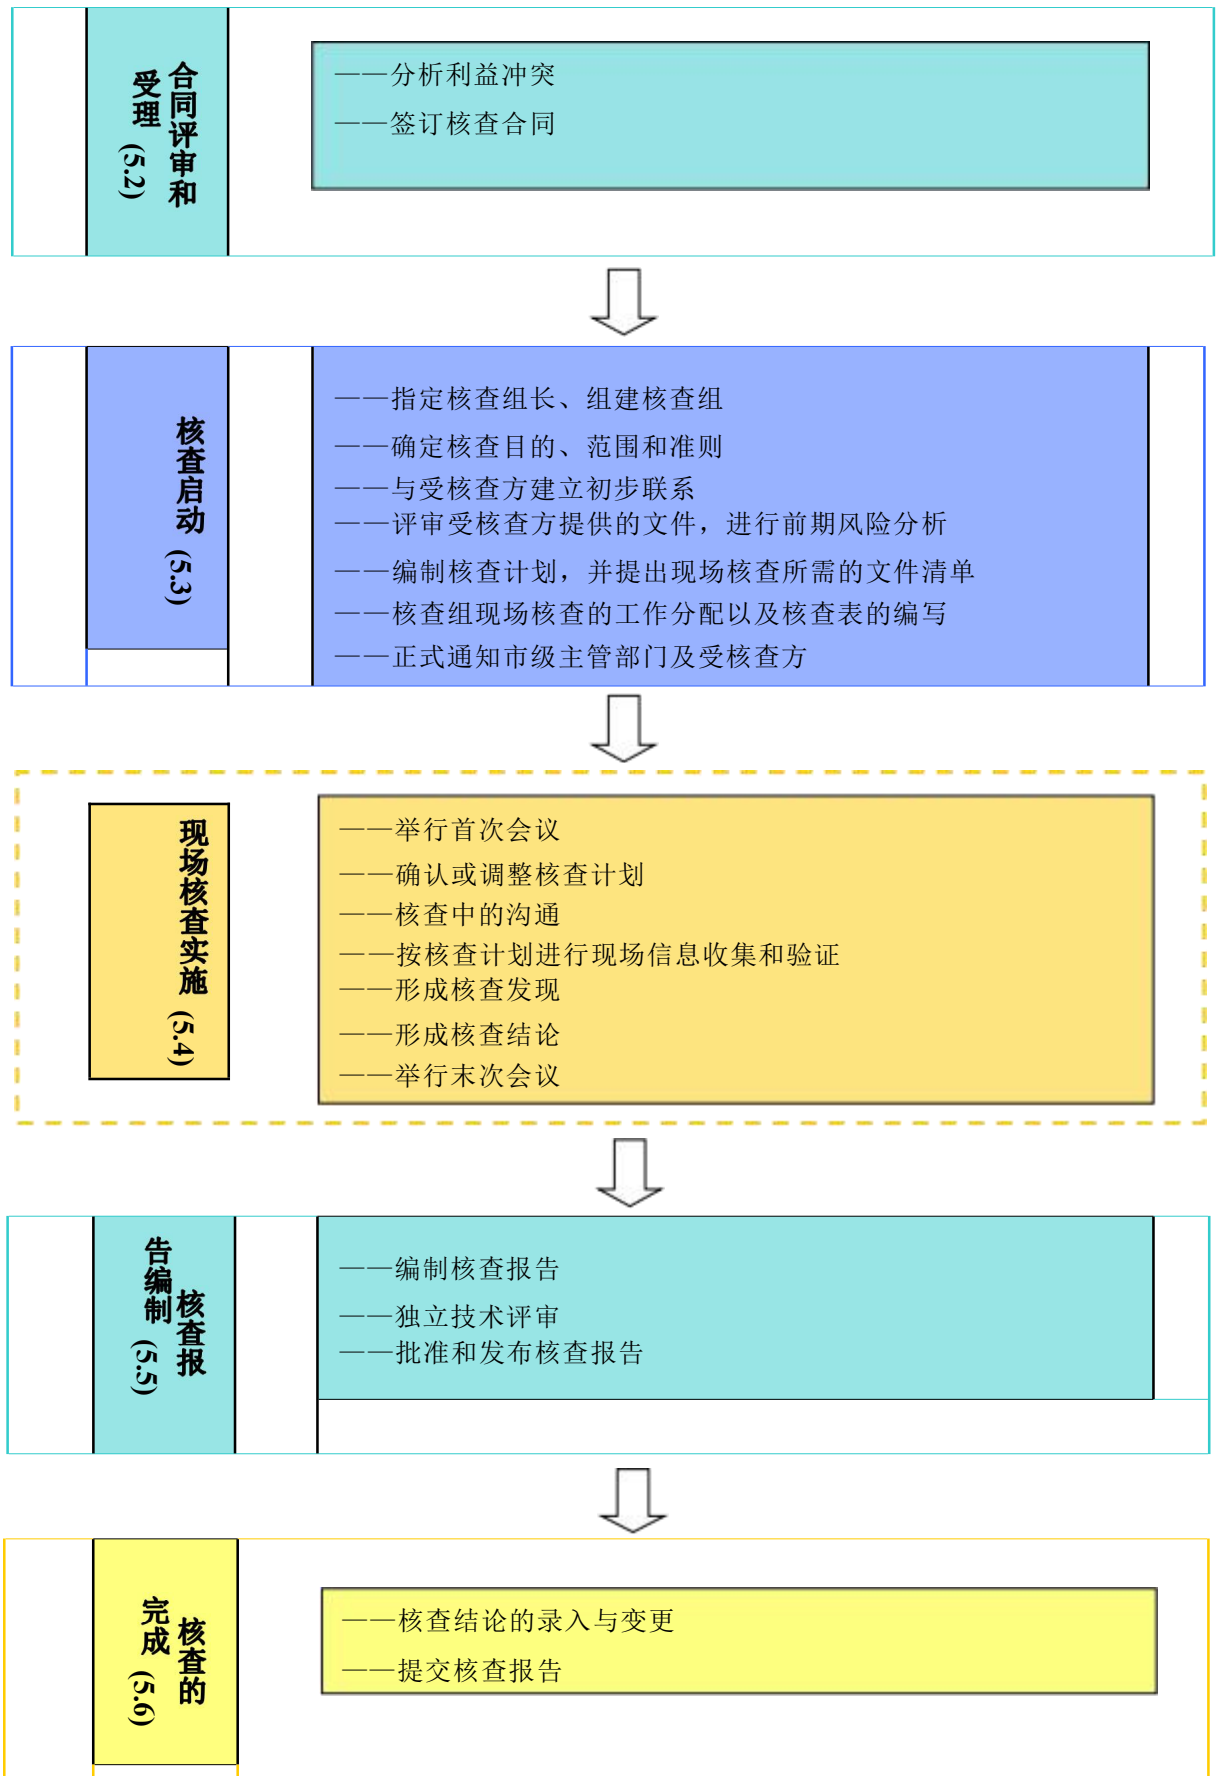 合同评审和
受理 (5.2)
——分析利益冲突
——签订核查合同
核查启动 (5.3)
——指定核查组长、组建核查组
——确定核查目的、范围和准则
——与受核查方建立初步联系
——评审受核查方提供的文件，进行前期风险分析
——编制核查计划，并提出现场核查所需的文件清单
——核查组现场核查的工作分配以及核查表的编写
——正式通知市级主管部门及受核查方
现场核查实施 (5.4)
——举行首次会议
——确认或调整核查计划
——核查中的沟通
——按核查计划进行现场信息收集和验证
——形成核查发现
——形成核查结论
——举行末次会议
核查报
告编制 (5.5)
——编制核查报告
——独立技术评审
——批准和发布核查报告
核查的
完成 (5.6)
——核查结论的录入与变更
——提交核查报告